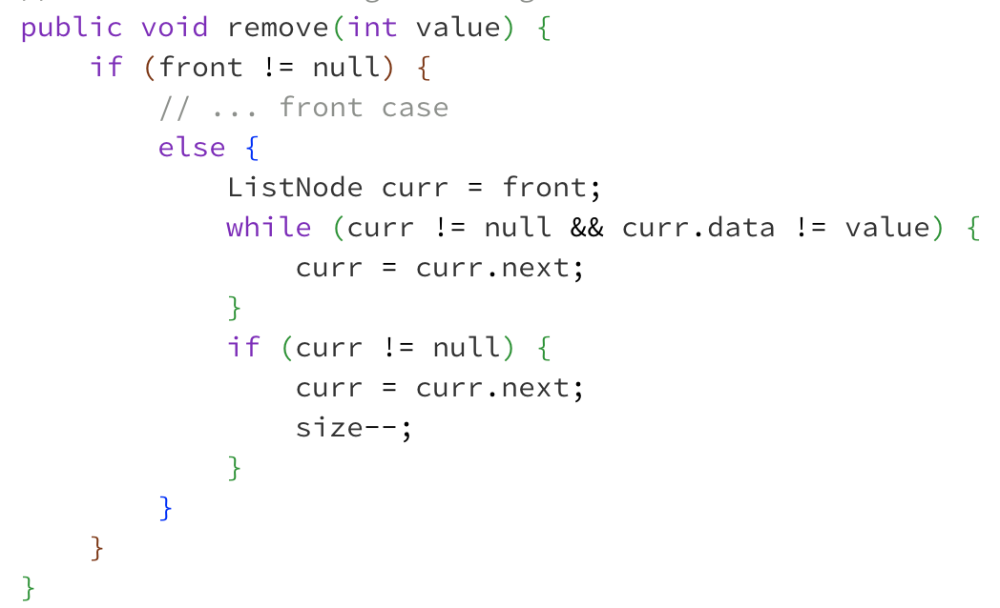 public void remove(int value) {
    if (front != null) {
        // ... front case
        else {
            ListNode curr = front;
            while (curr != null && curr.data != value) {
                curr = curr.next;
            }
            if (curr != null) {
                curr = curr.next;
                size--;
            }
        }
    }
}